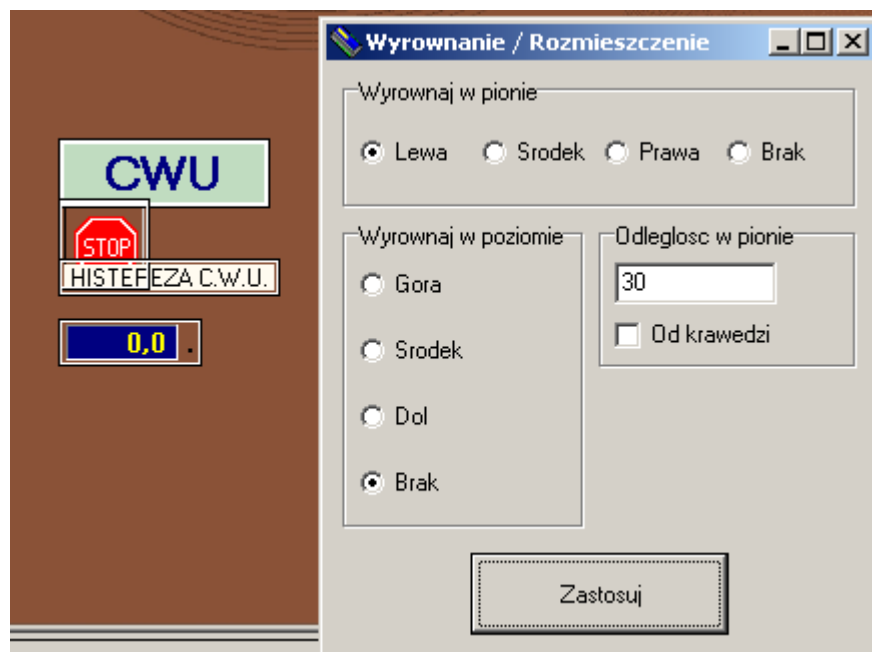 Wyrownanie / Rozmieszczenie
Wyrownaj w pionie
Lewa Srodek Prawa Brak
CWU
STOP
HISTEFEZA C.W.U.
0,0 .
Wyrownaj w poziomie
Gora
Srodek
Dol
Brak
Odleglosc w pionie
30
Od krawedzi
Zastosuj